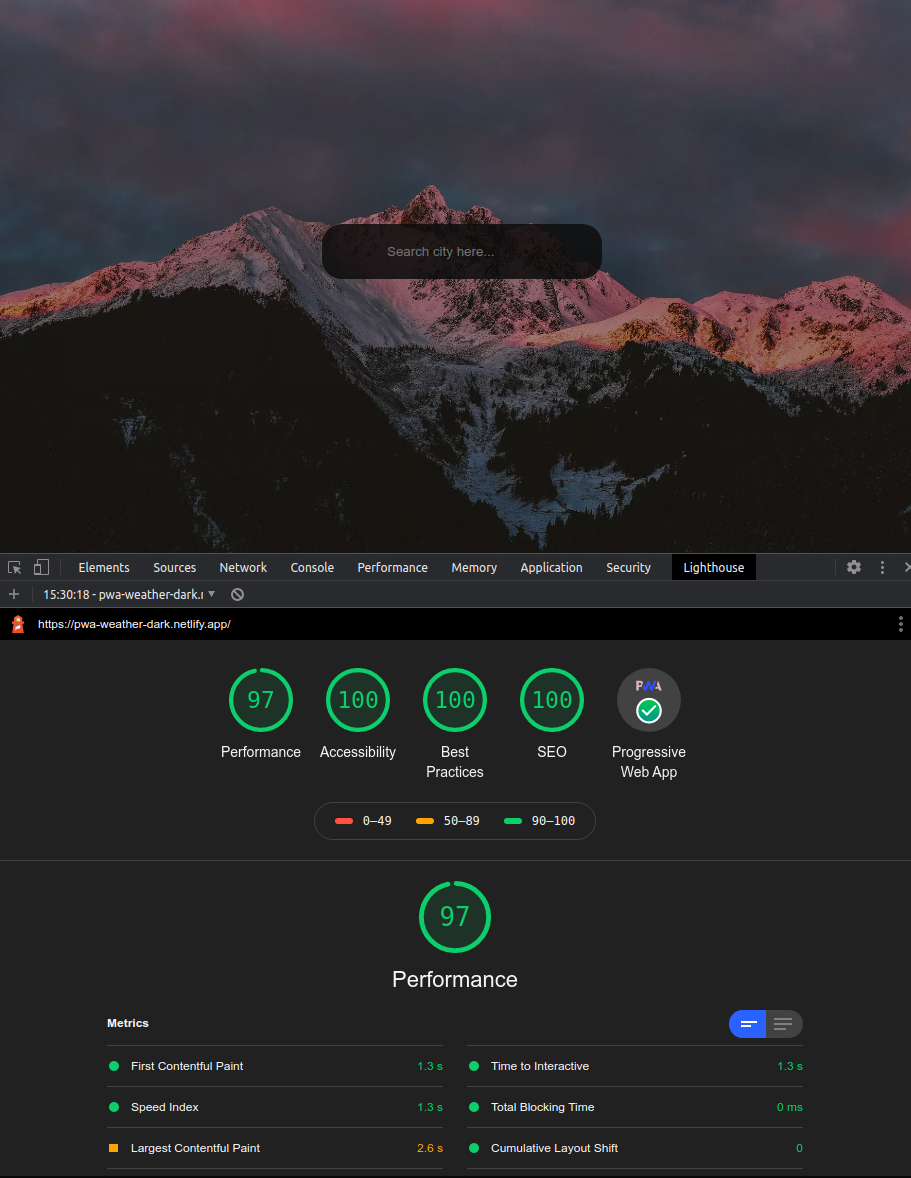 Search city here...
Elements Sources Network Console Performance Memory Application Security Lighthouse
15:30:18 - pwa-weather-dark.r
https://pwa-weather-dark.netlify.app/
97 100 100 100 PWA
Performance Accessibility Best Practices SEO Progressive Web App
0–49 50–89 90–100
97
Performance
Metrics
First Contentful Paint 1.3 s
Time to Interactive 1.3 s
Speed Index 1.3 s
Total Blocking Time 0 ms
Largest Contentful Paint 2.6 s
Cumulative Layout Shift 0